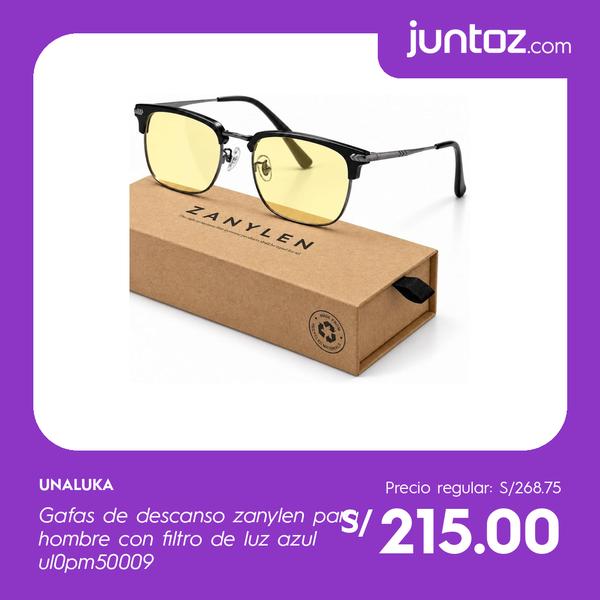 juntoz.com
ZANYLEN
UNALUKA
Gafas de descanso zanylen para
hombre con filtro de luz azul
ul0pm50009
Precio regular: S/268.75
S/ 215.00